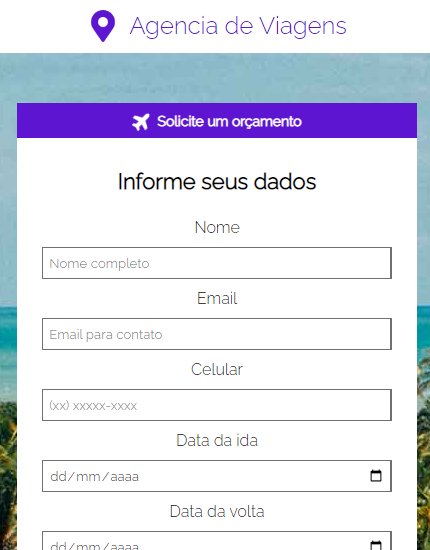 Agencia de Viagens
Solicite um orçamento
Informe seus dados
Nome
Nome completo
Email
Email para contato
Celular
(xx) xxxxx-xxxx
Data da ida
dd/mm/aaaa
Data da volta
dd/mm/aaaa